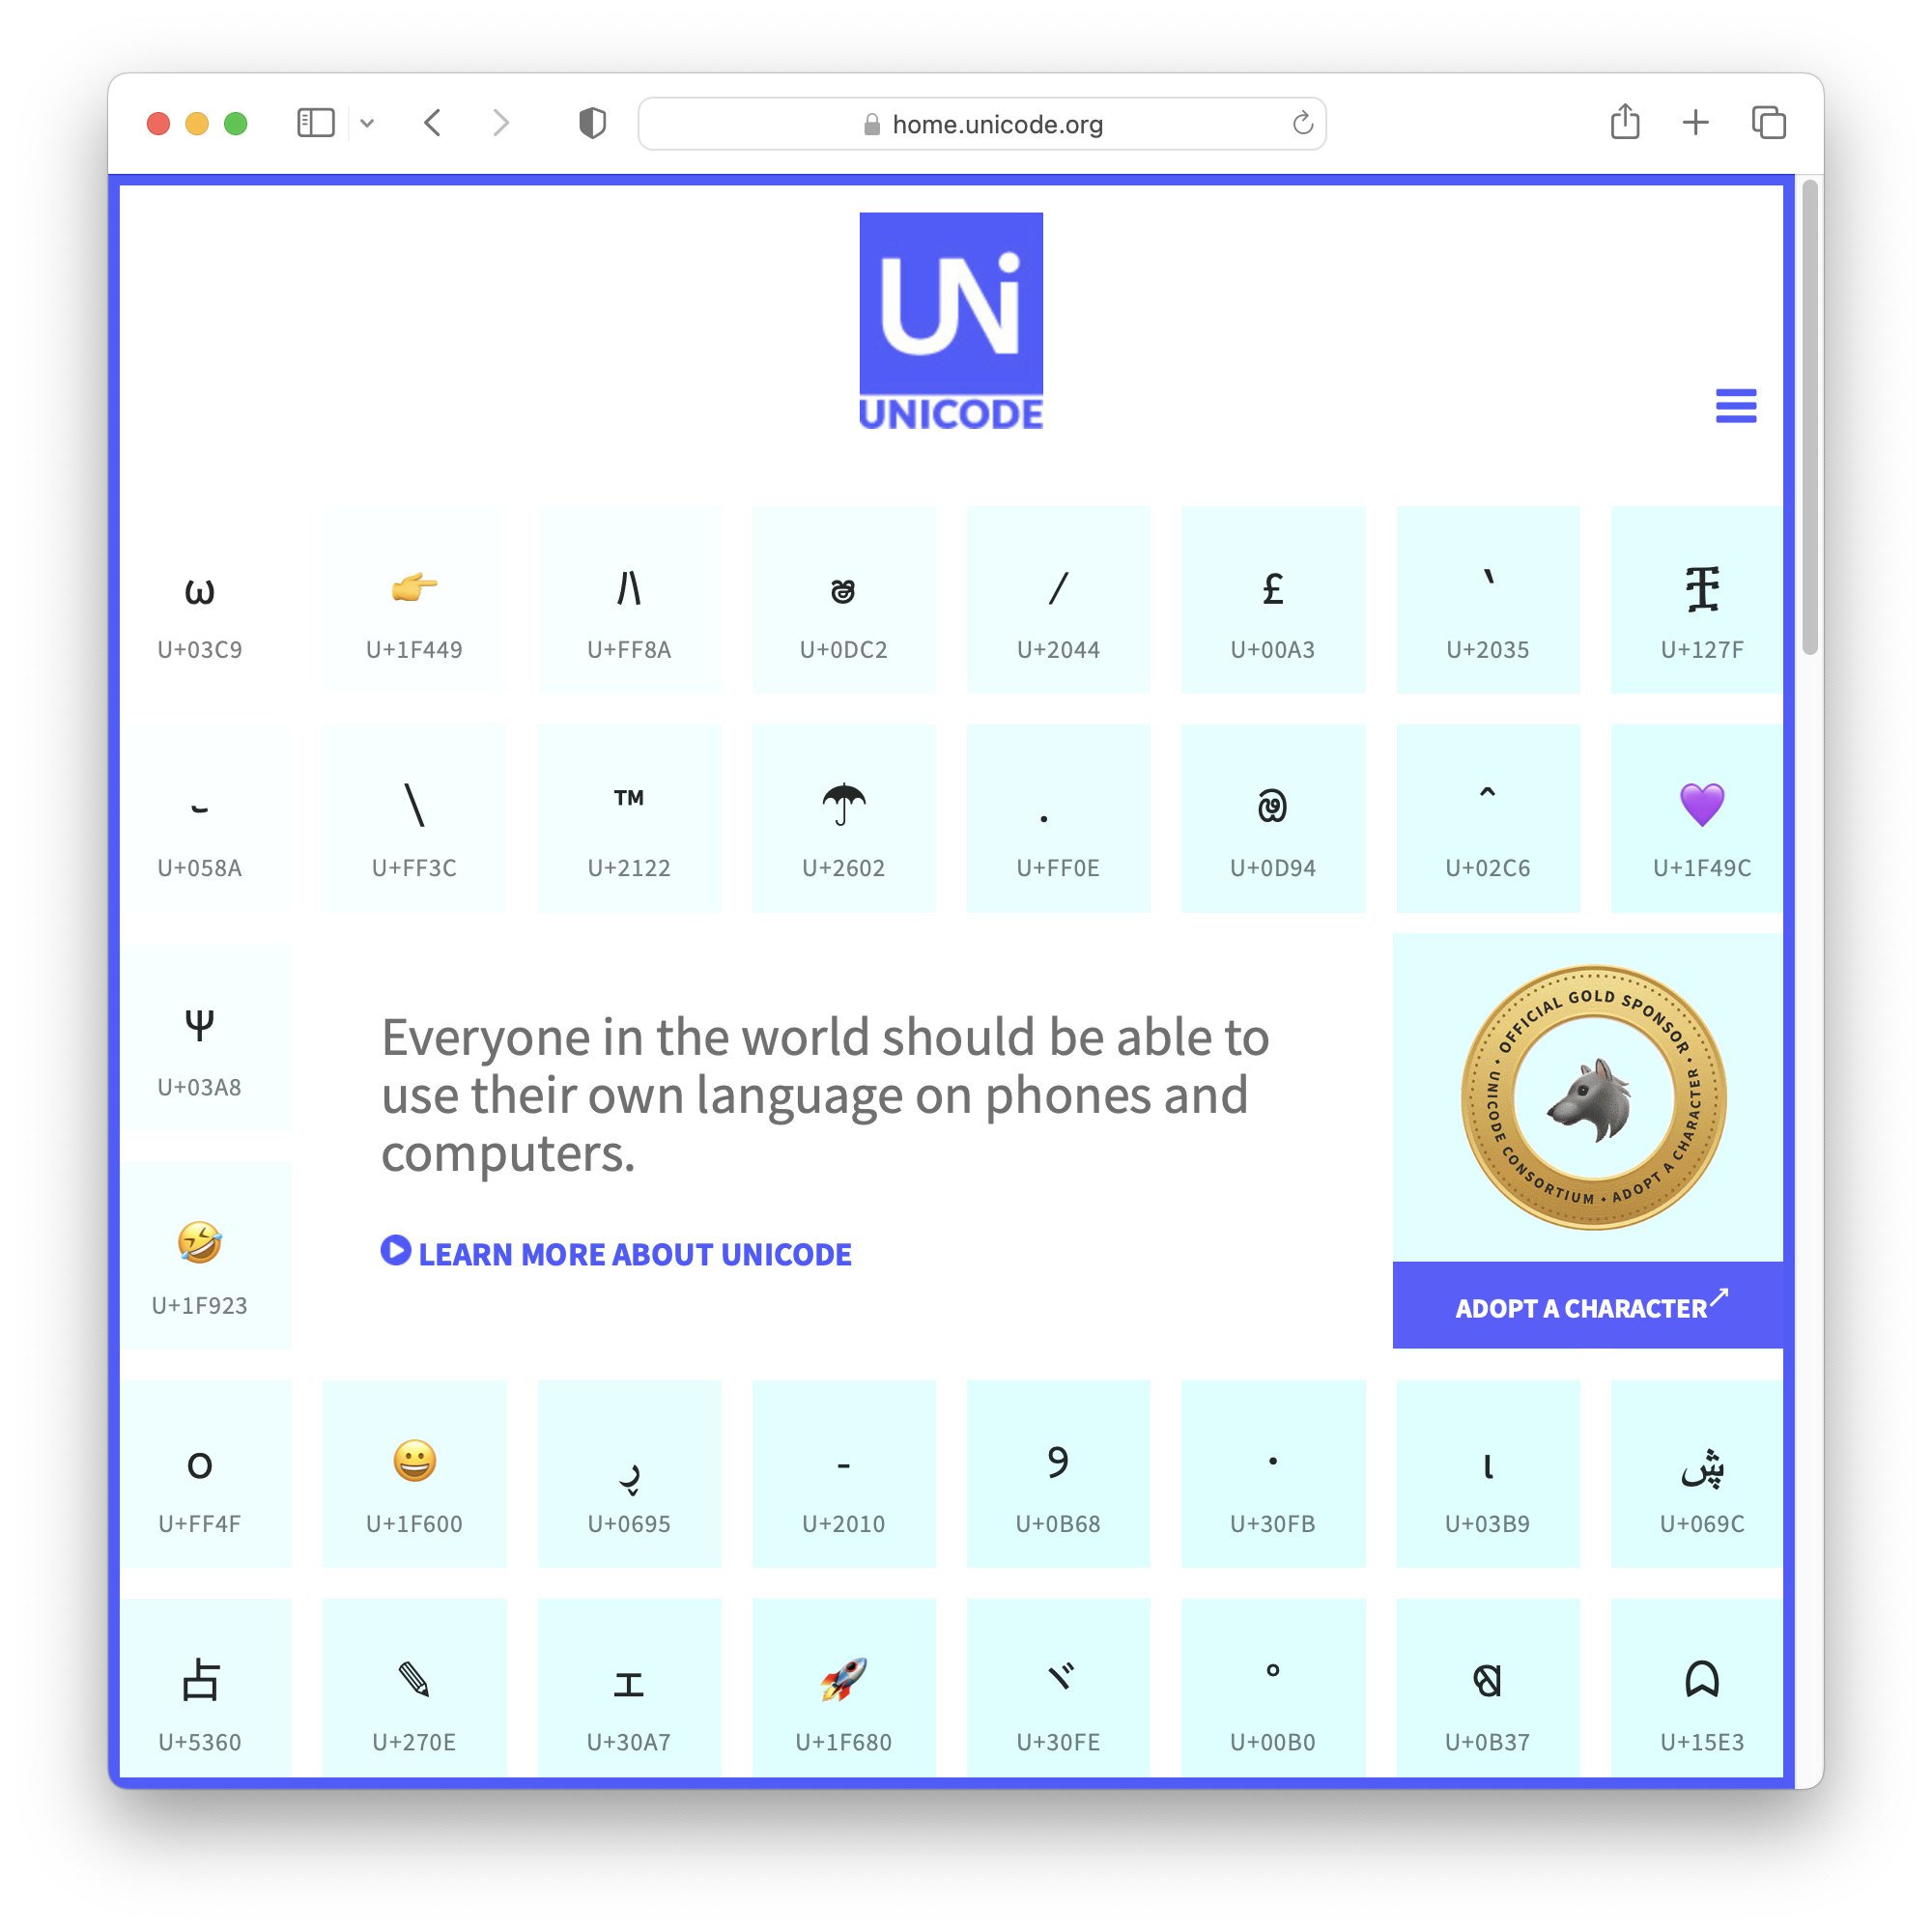 home.unicode.org
UNi
UNICODE
ω 👉 ﾊ ෂ ⁄ £ ‵ ቿ
U+03C9 U+1F449 U+FF8A U+0DC2 U+2044 U+00A3 U+2035 U+127F
֊ ＼ ™ ☂ ． ඔ ˆ 💜
U+058A U+FF3C U+2122 U+2602 U+FF0E U+0D94 U+02C6 U+1F49C
Ψ
U+03A8
🤣
U+1F923
Everyone in the world should be able to
use their own language on phones and
computers.
LEARN MORE ABOUT UNICODE
• OFFICIAL GOLD SPONSOR •
UNICODE CONSORTIUM • ADOPT A CHARACTER
ADOPT A CHARACTER↗
ｏ 😀 ڕ ‐ ୨ ・ ι ڜ
U+FF4F U+1F600 U+0695 U+2010 U+0B68 U+30FB U+03B9 U+069C
占 ✎ ェ 🚀 ヾ ° ଷ ᗣ
U+5360 U+270E U+30A7 U+1F680 U+30FE U+00B0 U+0B37 U+15E3